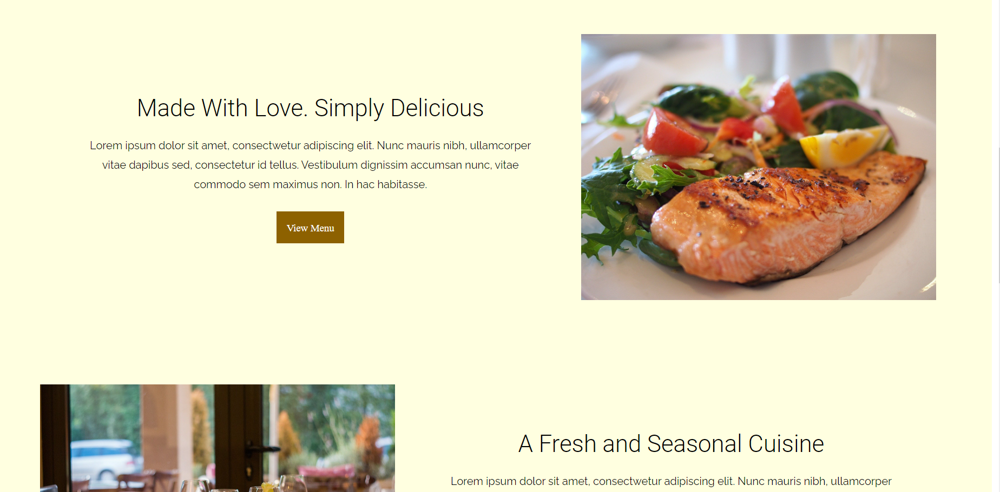 Made With Love. Simply Delicious
Lorem ipsum dolor sit amet, consectwetur adipiscing elit. Nunc mauris nibh, ullamcorper
vitae dapibus sed, consectetur id tellus. Vestibulum dignissim accumsan nunc, vitae
commodo sem maximus non. In hac habitasse.
View Menu
A Fresh and Seasonal Cuisine
Lorem ipsum dolor sit amet, consectwetur adipiscing elit. Nunc mauris nibh, ullamcorper